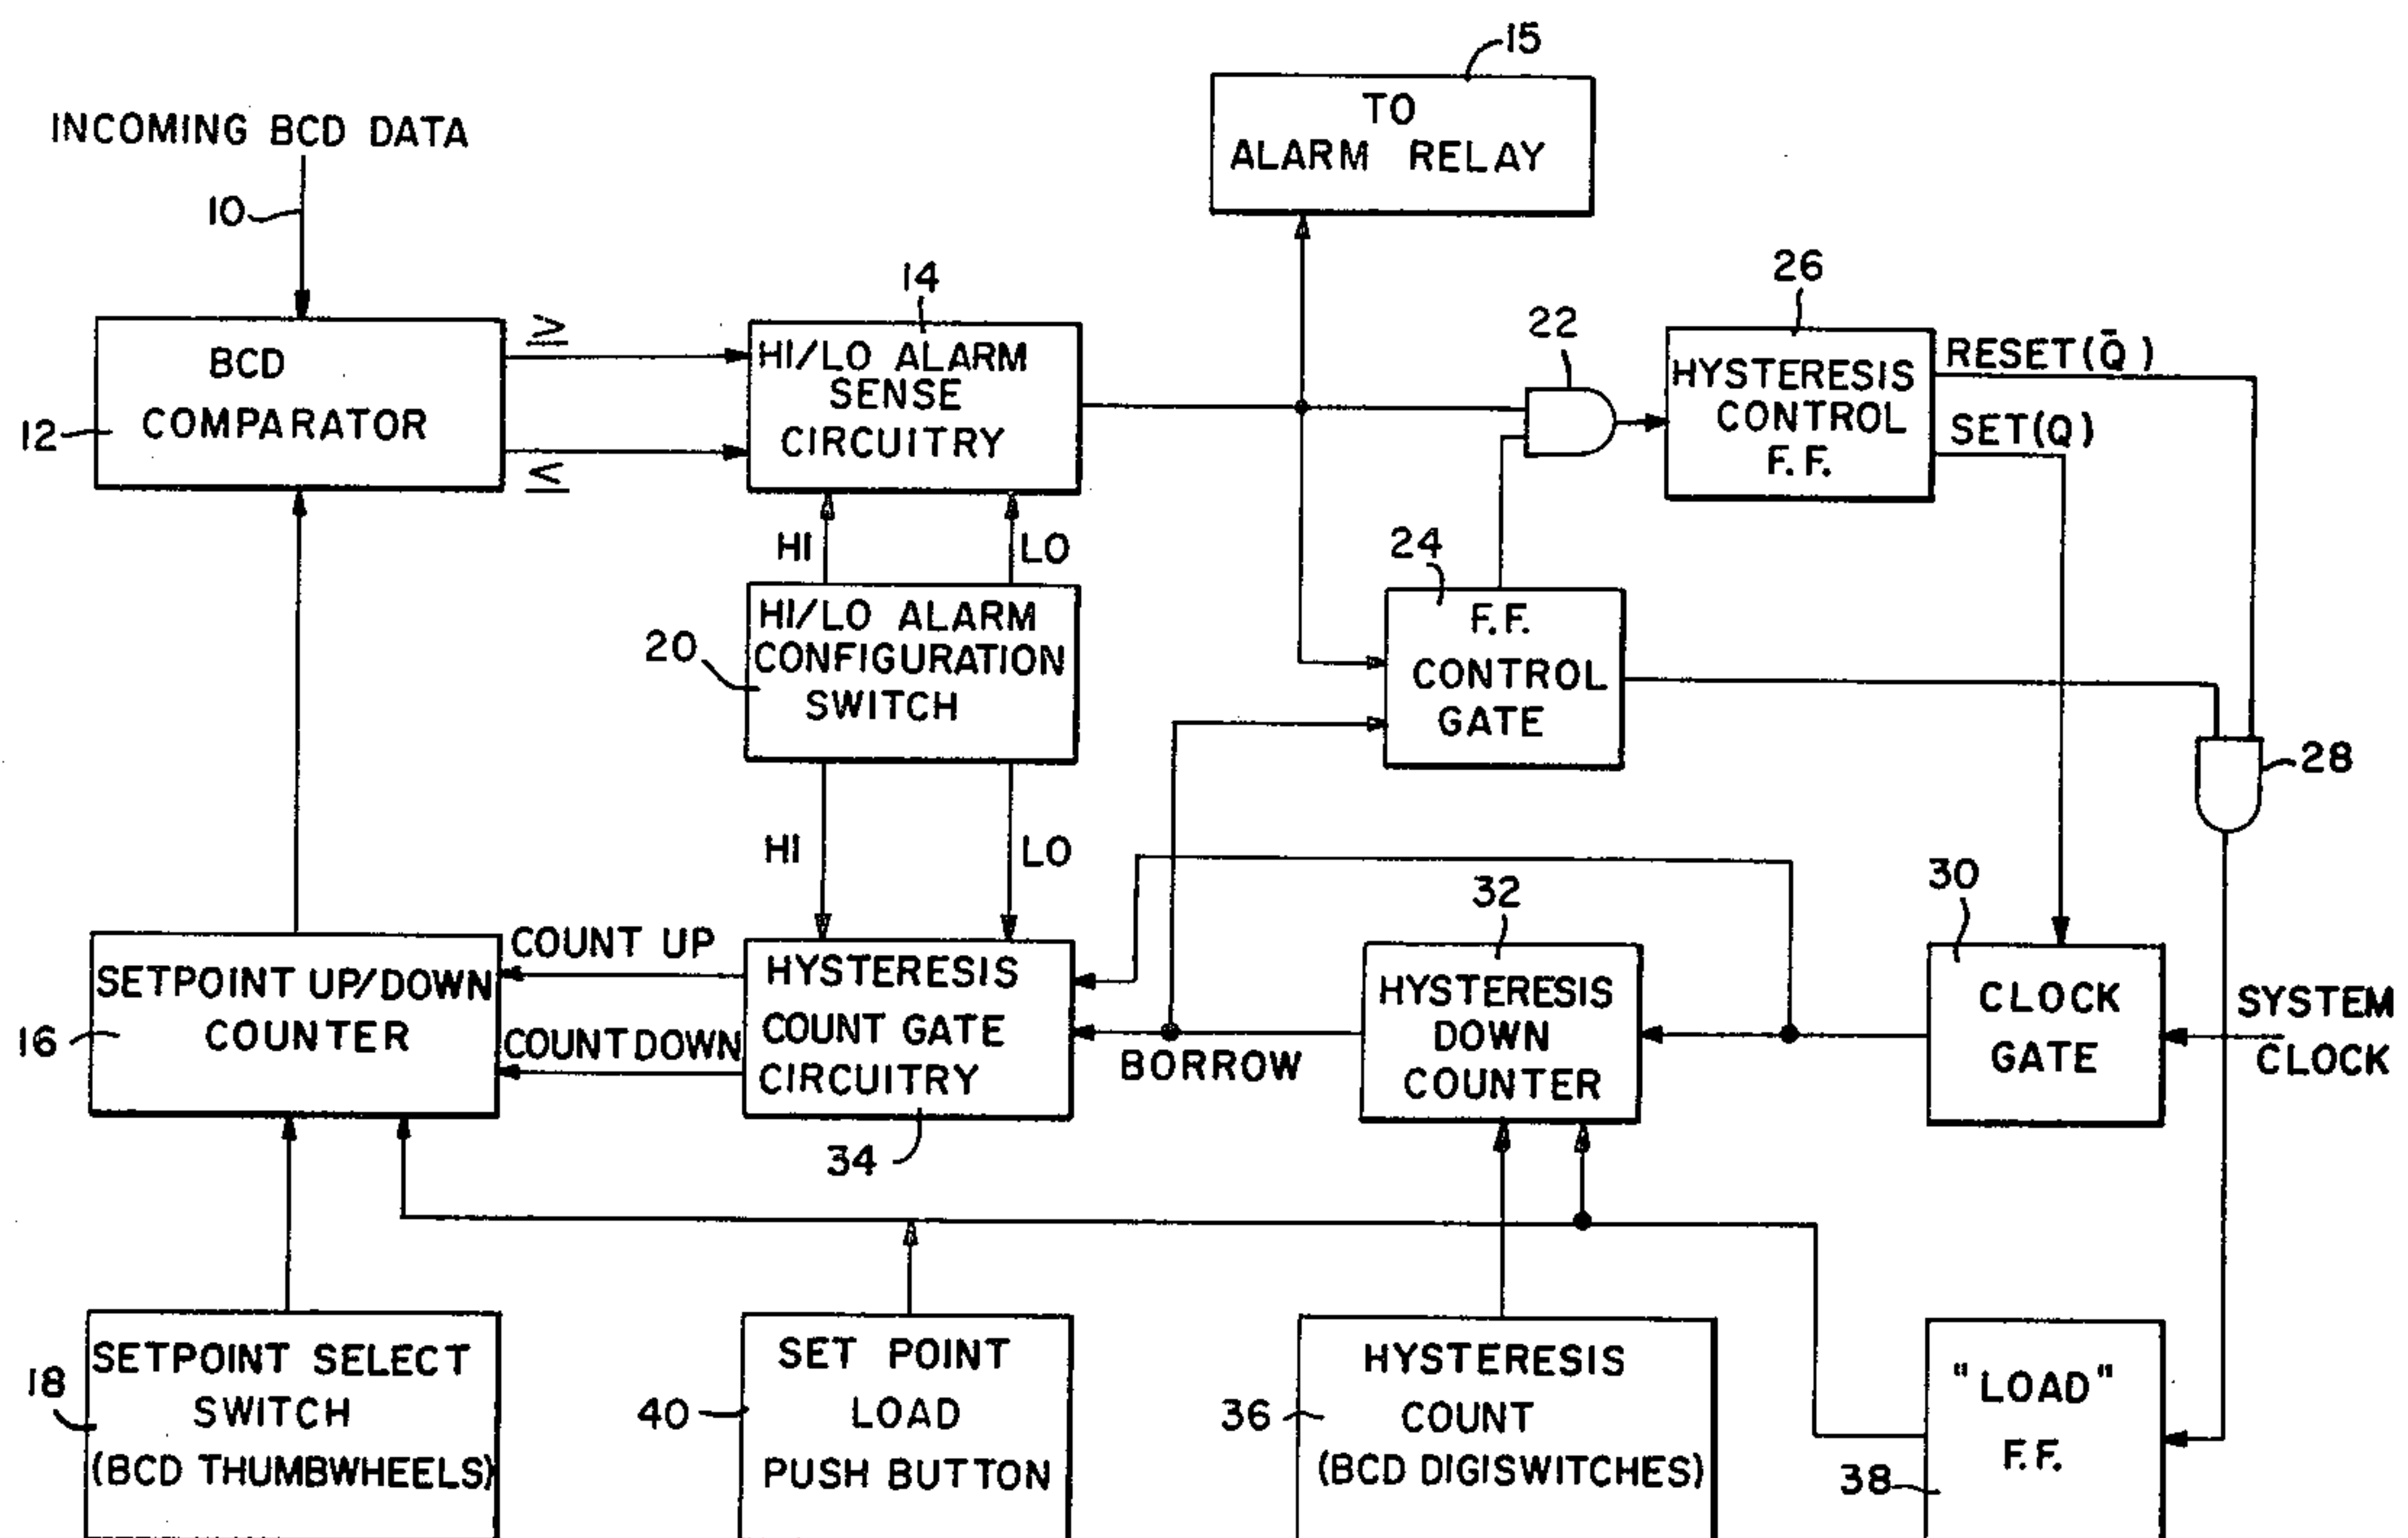 15
TO
ALARM RELAY
INCOMING BCD DATA
10
14
22
26
BCD
COMPARATOR
12
≥
≤
HI/LO ALARM
SENSE
CIRCUITRY
HYSTERESIS
CONTROL
F.F.
RESET(Q̄)
SET(Q)
HI
LO
24
20
HI/LO ALARM
CONFIGURATION
SWITCH
F.F.
CONTROL
GATE
28
HI
LO
32
30
16
SETPOINT UP/DOWN
COUNTER
COUNT UP
COUNT DOWN
HYSTERESIS
COUNT GATE
CIRCUITRY
34
BORROW
HYSTERESIS
DOWN
COUNTER
CLOCK
GATE
SYSTEM
CLOCK
18
SETPOINT SELECT
SWITCH
(BCD THUMBWHEELS)
40
SET POINT
LOAD
PUSH BUTTON
36
HYSTERESIS
COUNT
(BCD DIGISWITCHES)
38
"LOAD"
F.F.